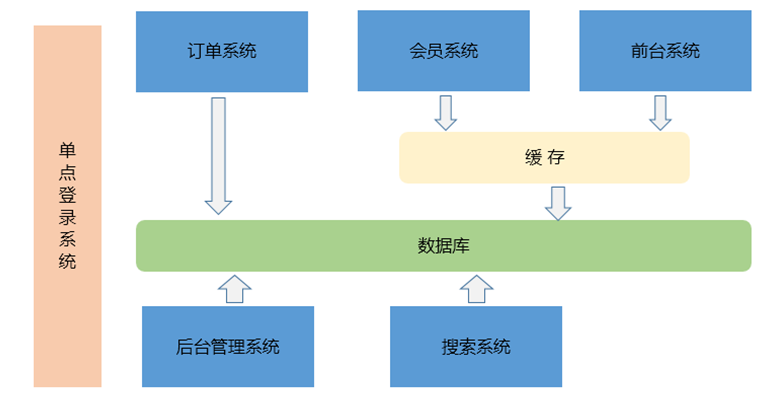 单点登录系统
订单系统
会员系统
前台系统
缓 存
数据库
后台管理系统
搜索系统